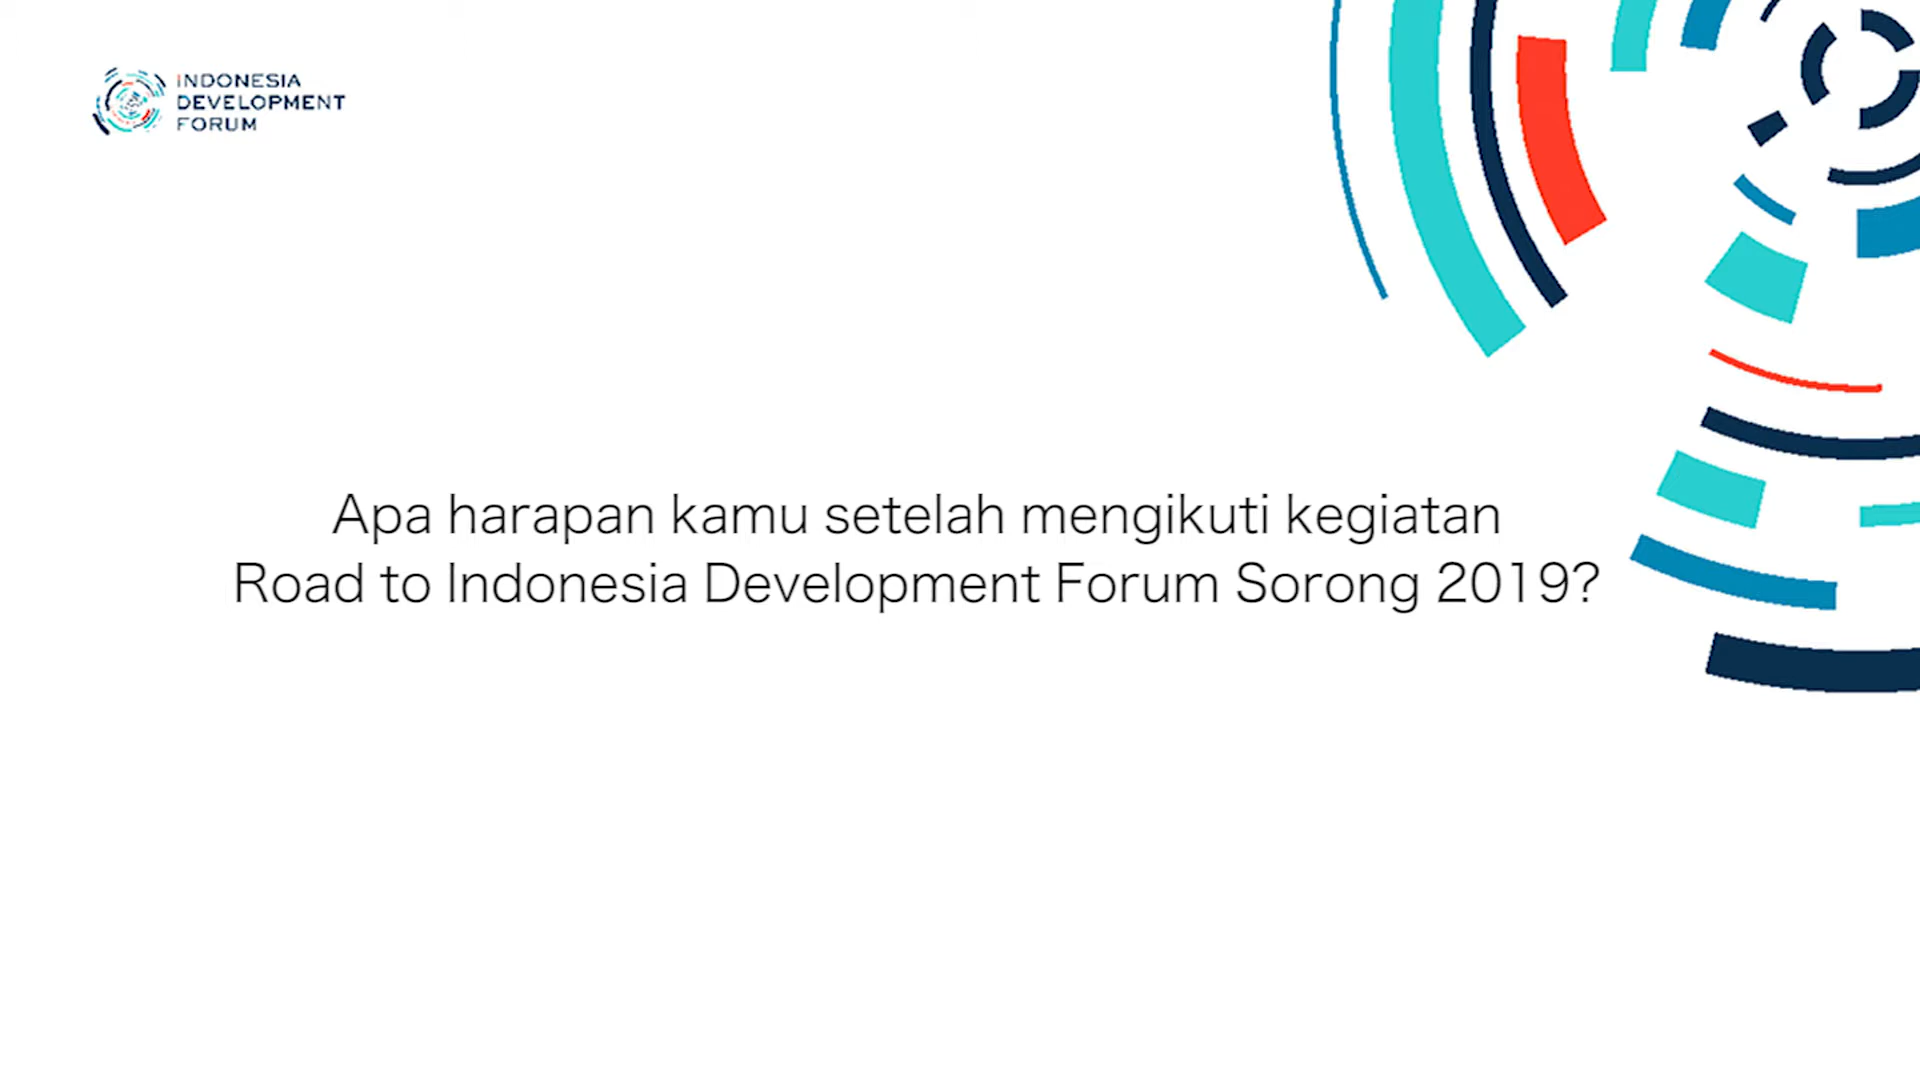 INDONESIA
DEVELOPMENT
FORUM
Apa harapan kamu setelah mengikuti kegiatan
Road to Indonesia Development Forum Sorong 2019?